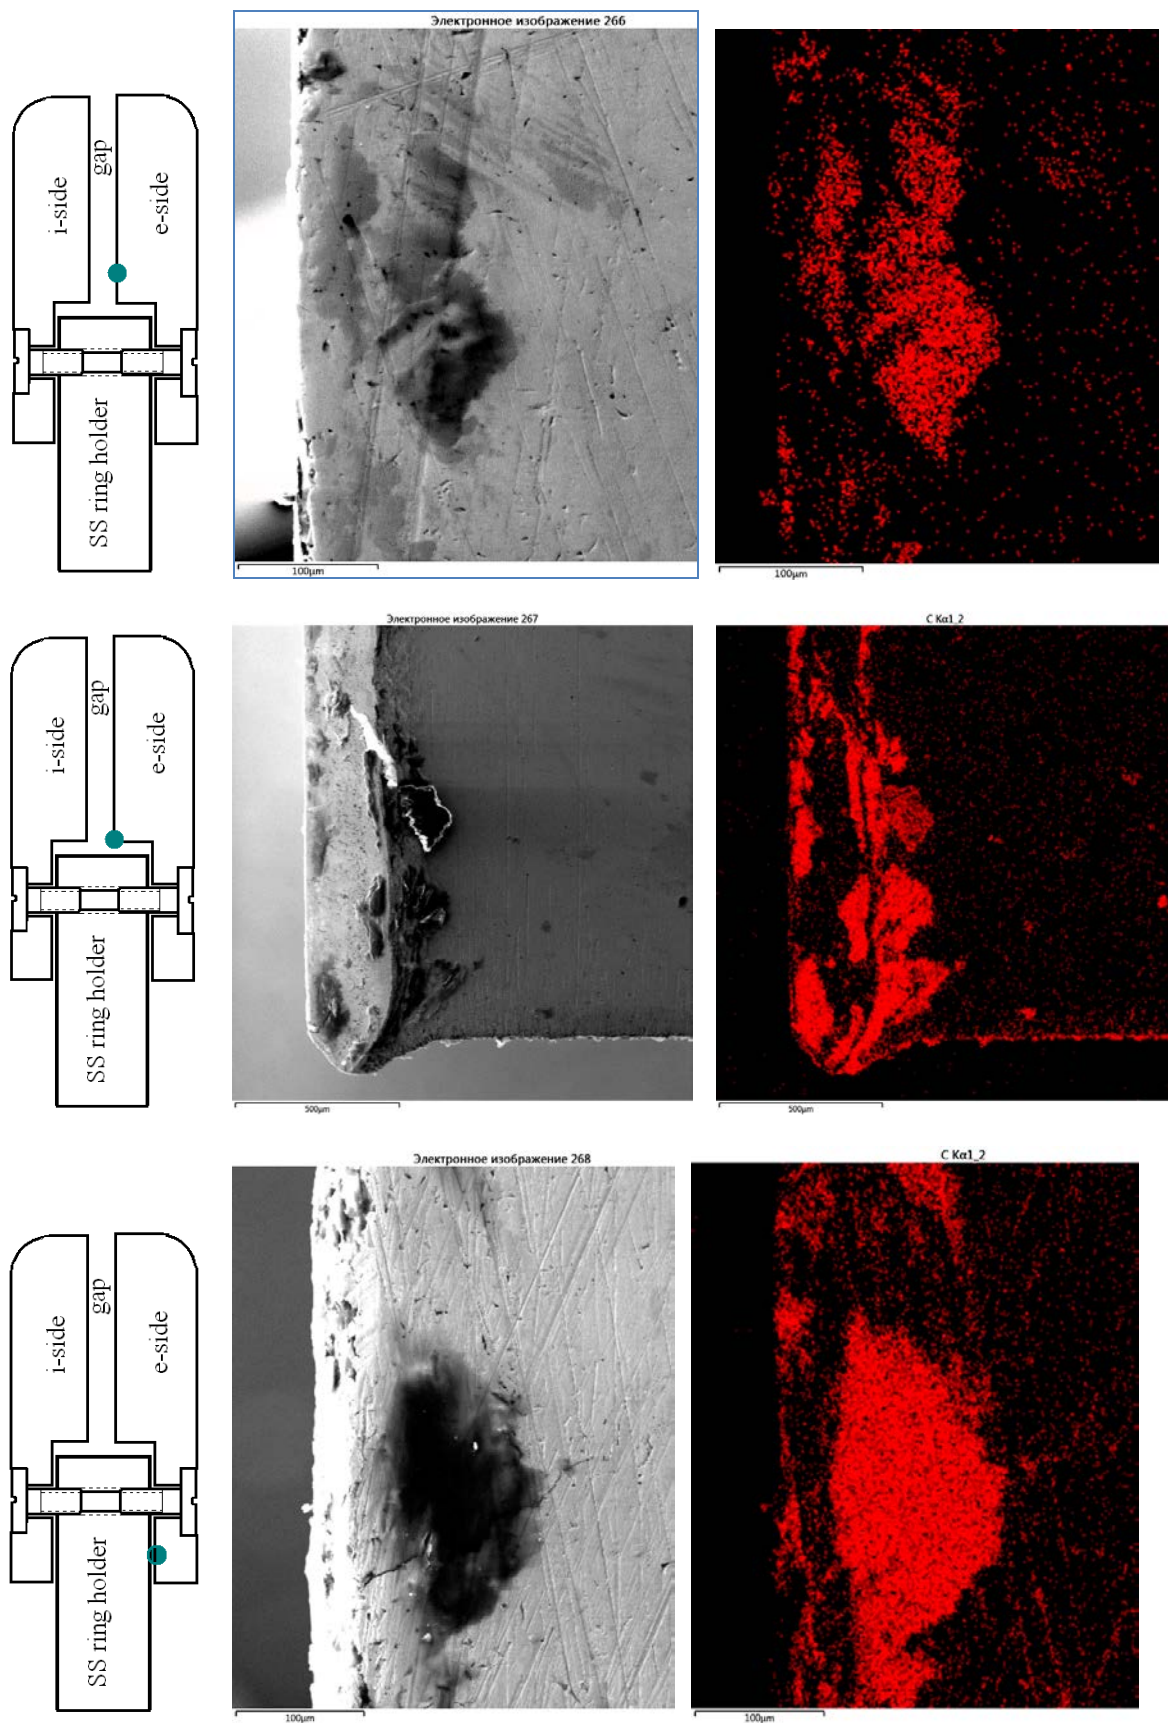 Электронное изображение 266
i-side
gap
e-side
SS ring holder
100μm
100μm
Электронное изображение 267
C Kα1_2
i-side
gap
e-side
SS ring holder
500μm
500μm
Электронное изображение 268
C Kα1_2
i-side
gap
e-side
SS ring holder
100μm
100μm